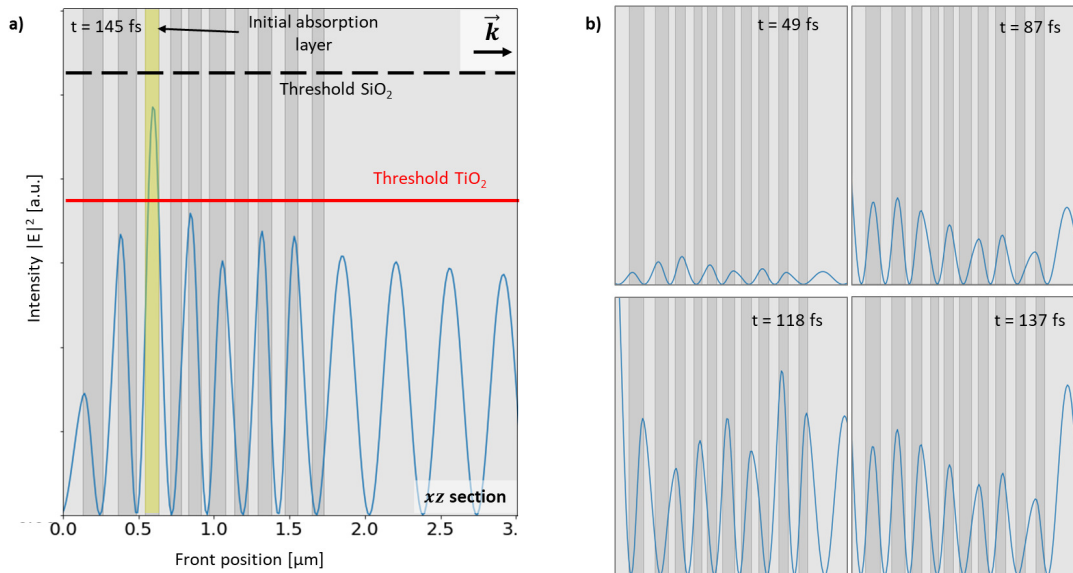 a)
t = 145 fs
Initial absorption
layer
k
Threshold SiO₂
Threshold TiO₂
Intensity |E|² [a.u.]
xz section
0.0 0.5 1.0 1.5 2.0 2.5 3.
Front position [μm]
b)
t = 49 fs
t = 87 fs
t = 118 fs
t = 137 fs